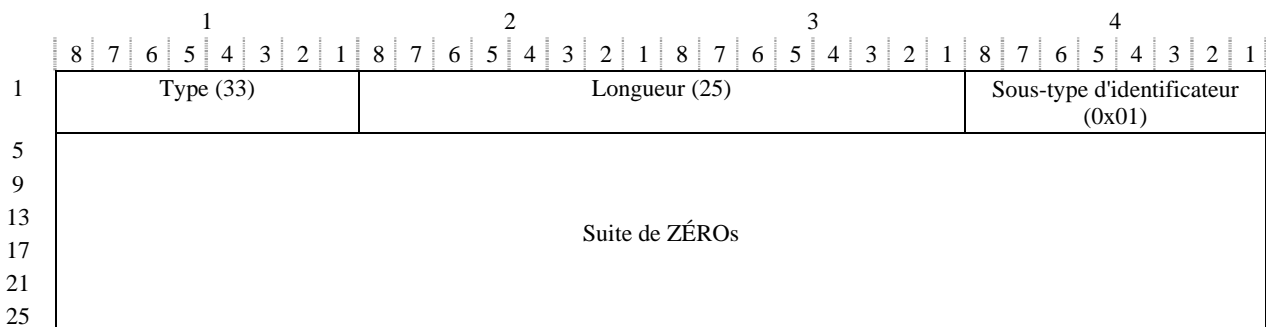 1 2 3 4
8 7 6 5 4 3 2 1 8 7 6 5 4 3 2 1 8 7 6 5 4 3 2 1 8 7 6 5 4 3 2 1
1 Type (33) Longueur (25) Sous-type d'identificateur
(0x01)
5
9
13
Suite de ZÉROs
17
21
25